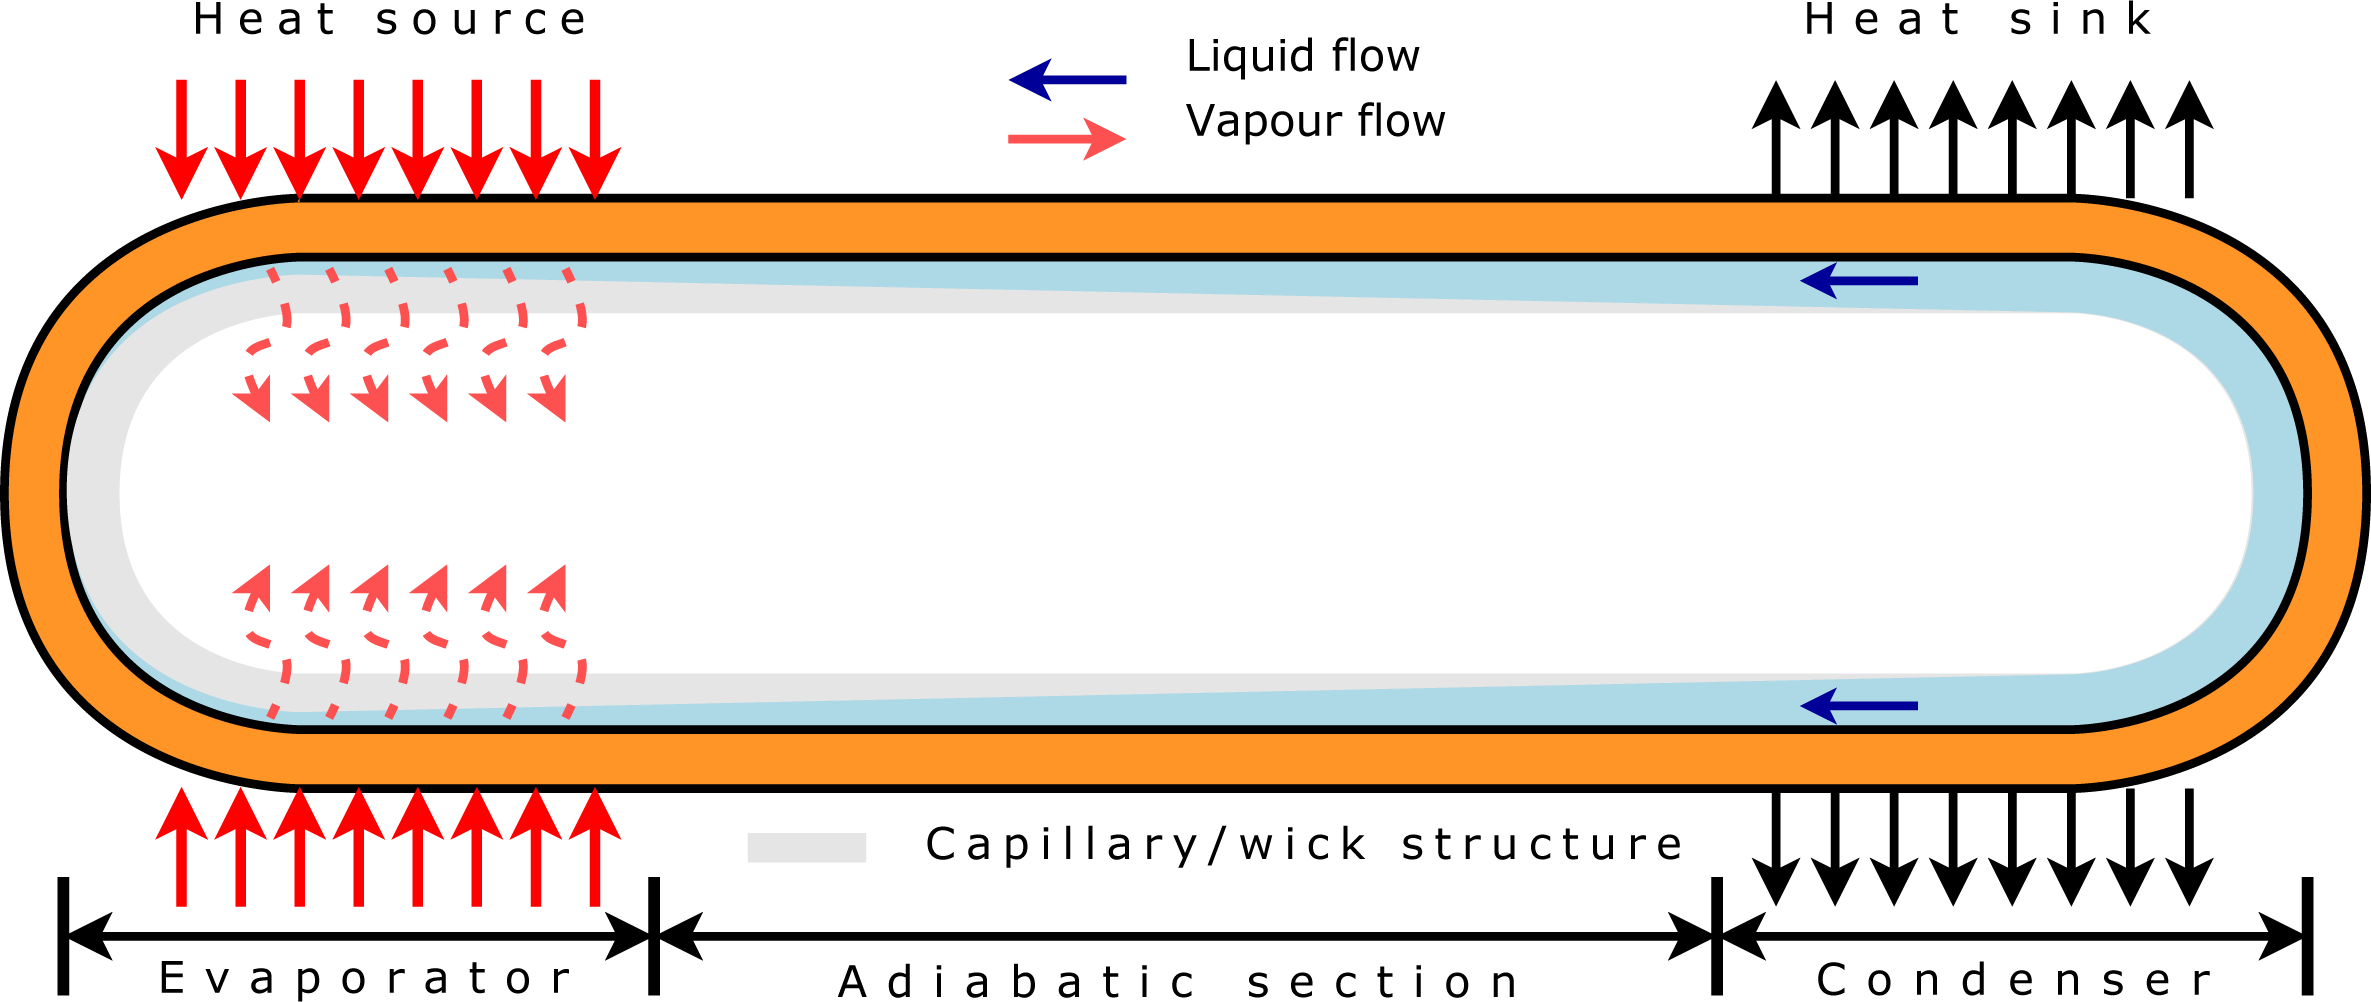 Heat source
Heat sink
Liquid flow
Vapour flow
Capillary/wick structure
Evaporator
Adiabatic section
Condenser